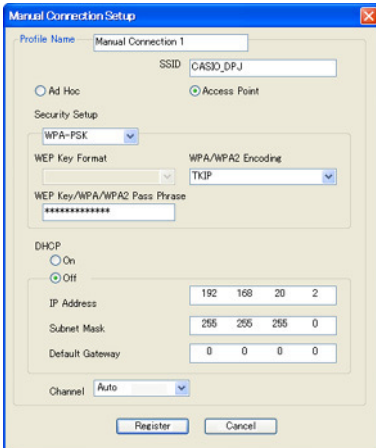 Manual Connection Setup
Profile Name Manual Connection 1
SSID CASIO_DPJ
Ad Hoc Access Point
Security Setup
WPA-PSK
WEP Key Format WPA/WPA2 Encoding
TKIP
WEP Key/WPA/WPA2 Pass Phrase
*************
DHCP
On
Off
IP Address 192 168 20 2
Subnet Mask 255 255 255 0
Default Gateway 0 0 0 0
Channel Auto
Register Cancel